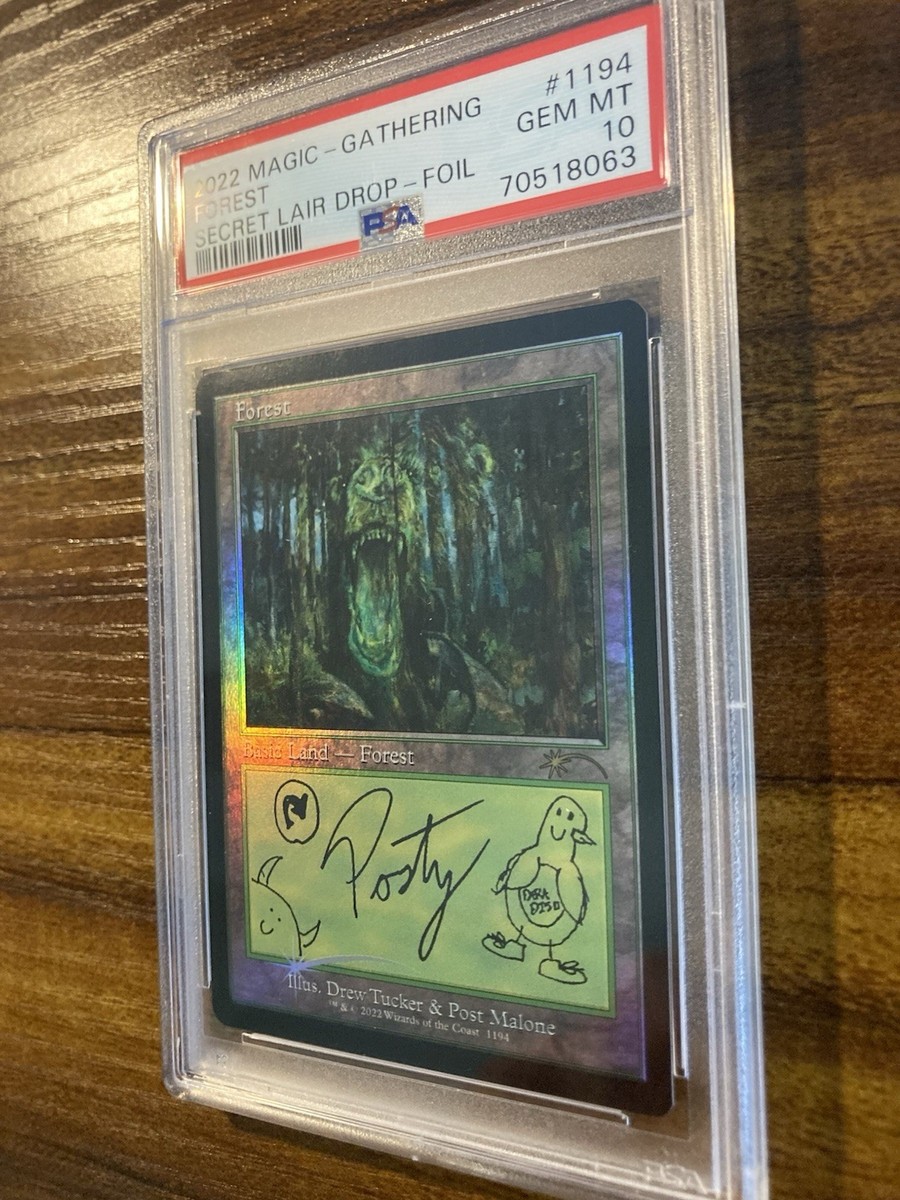 2022 MAGIC - GATHERING #1194
FOREST GEM MT
SECRET LAIR DROP - FOIL 10
70518063
PSA
Forest
Basic Land — Forest
Posty
Illus. Drew Tucker & Post Malone
™ & © 2022 Wizards of the Coast 1194